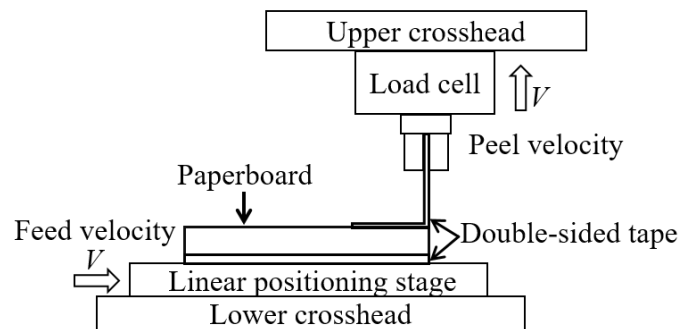 Upper crosshead
Load cell
V
Peel velocity
Paperboard
Feed velocity
Double-sided tape
V
Linear positioning stage
Lower crosshead